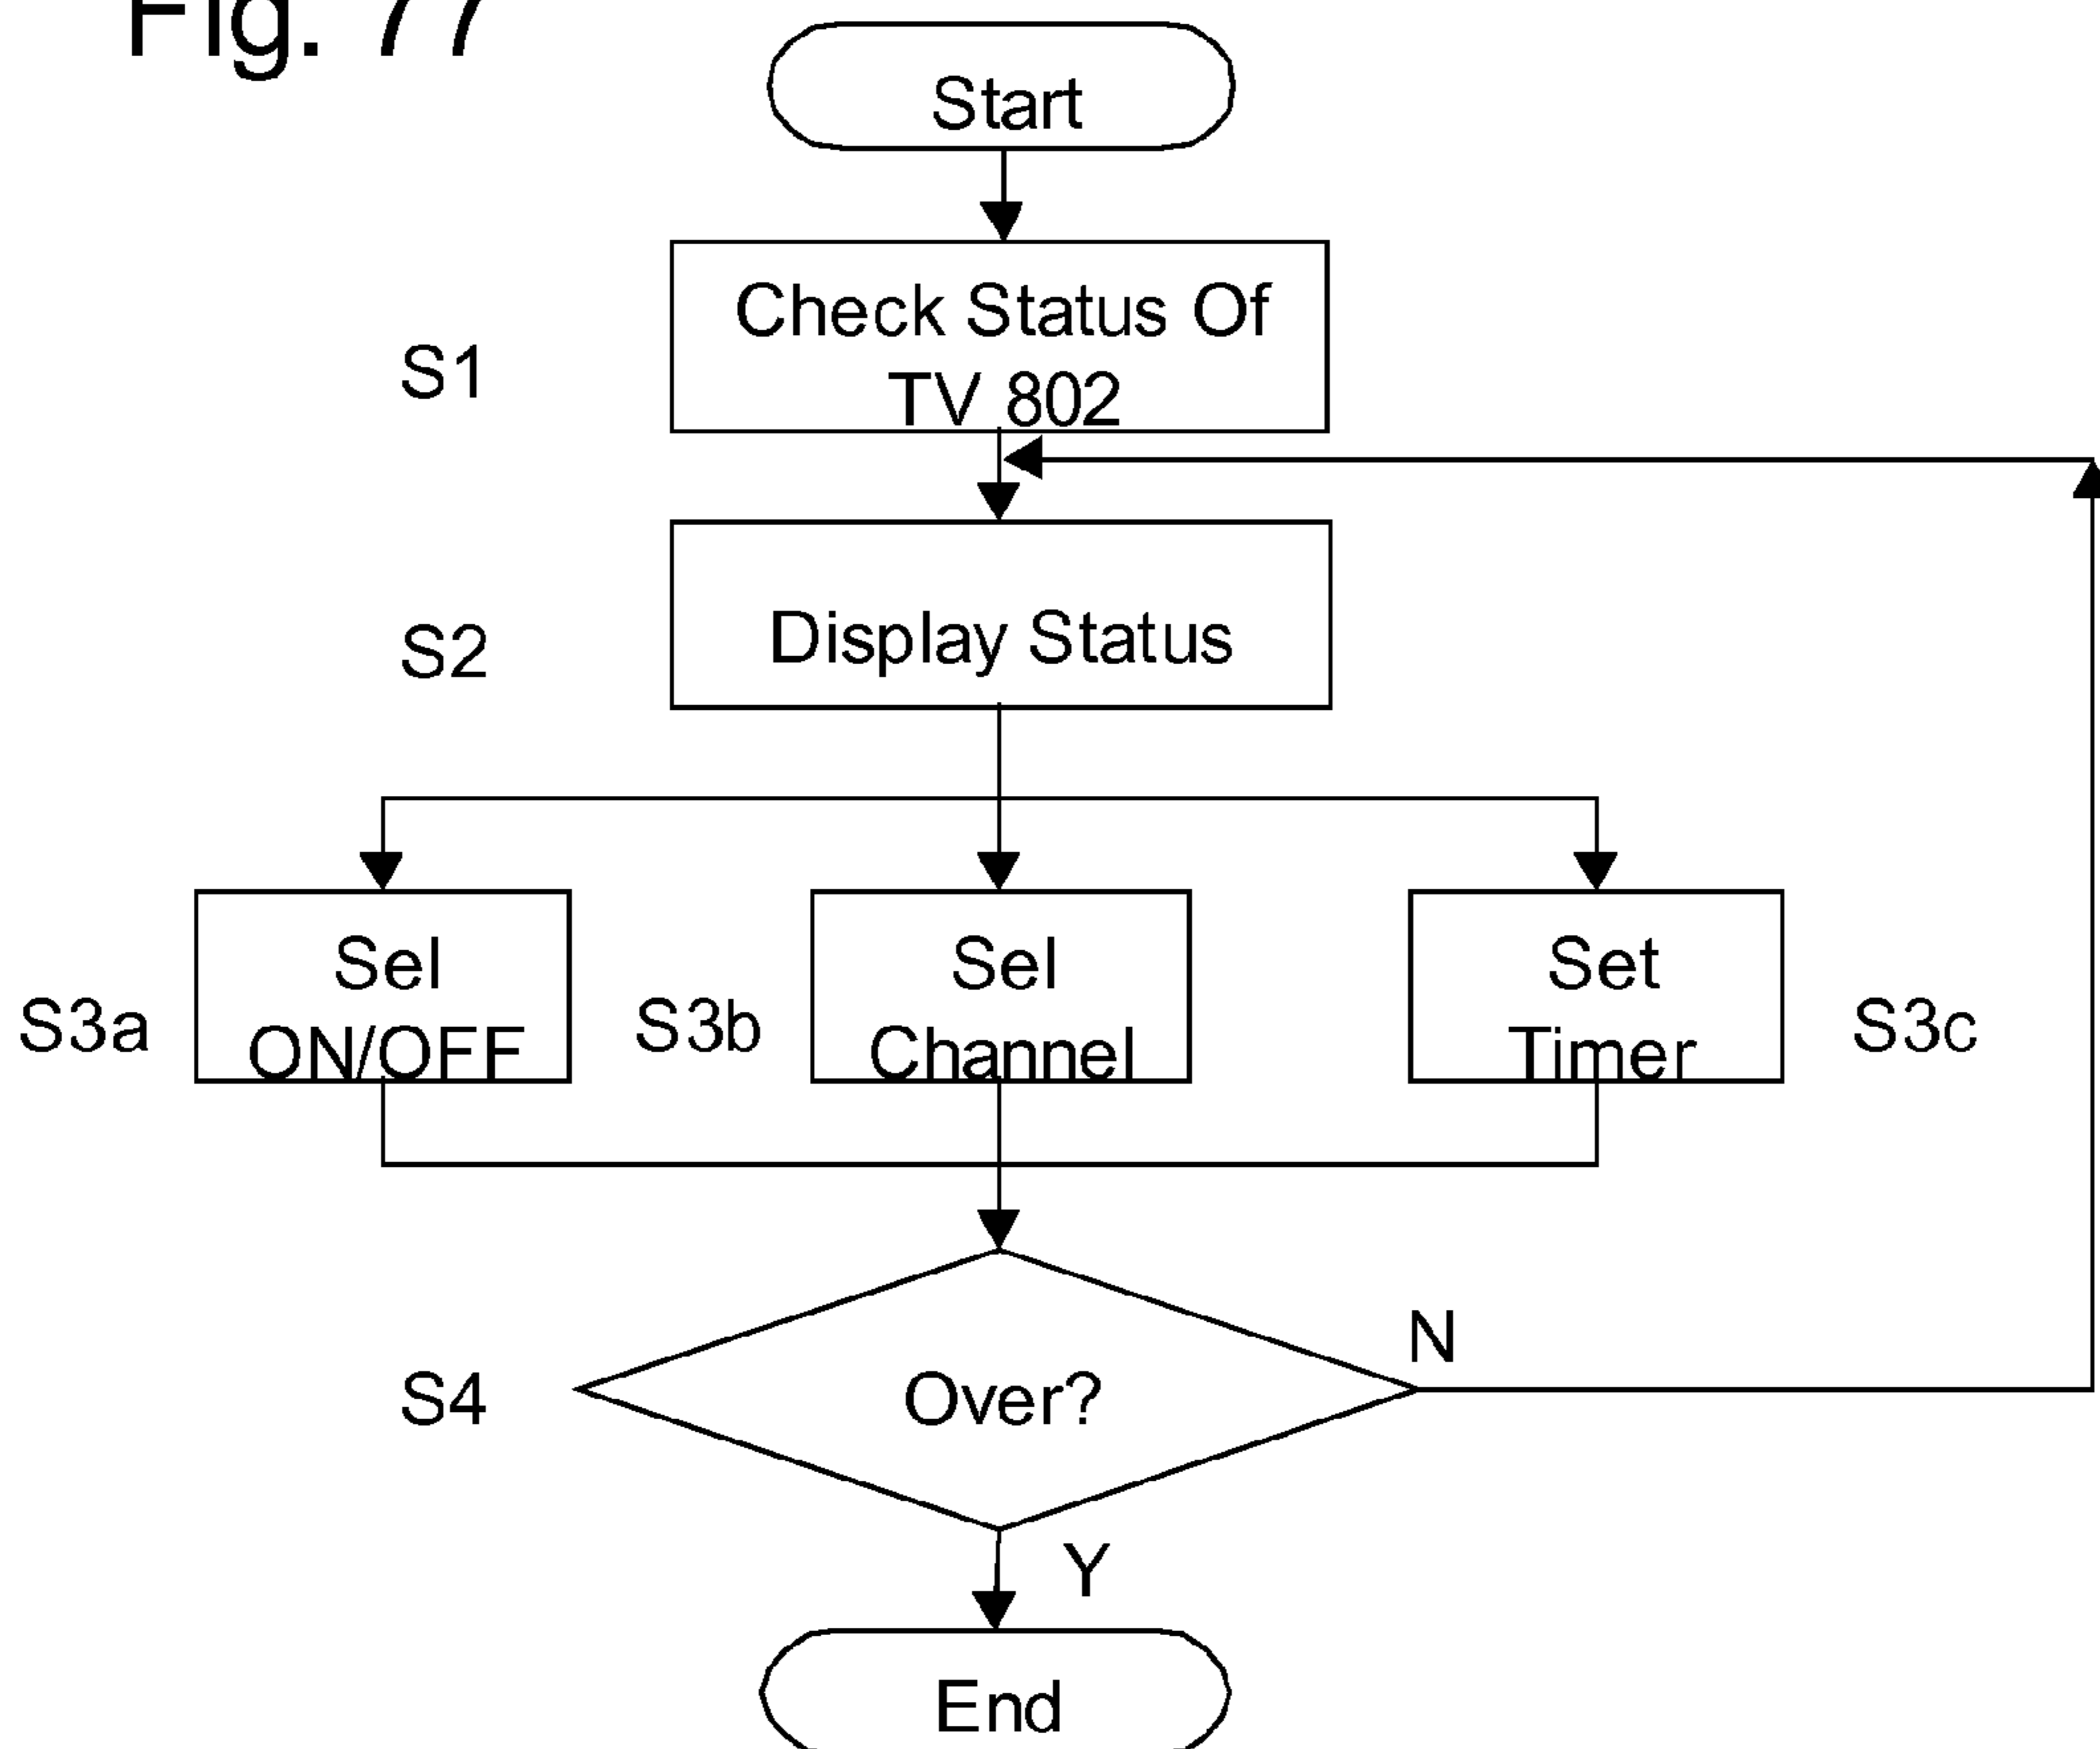 Fig. 77
Start
Check Status Of
TV 802
S1
Display Status
S2
Sel
ON/OFF
S3a
Sel
Channel
S3b
Set
Timer
S3c
N
Over?
S4
Y
End